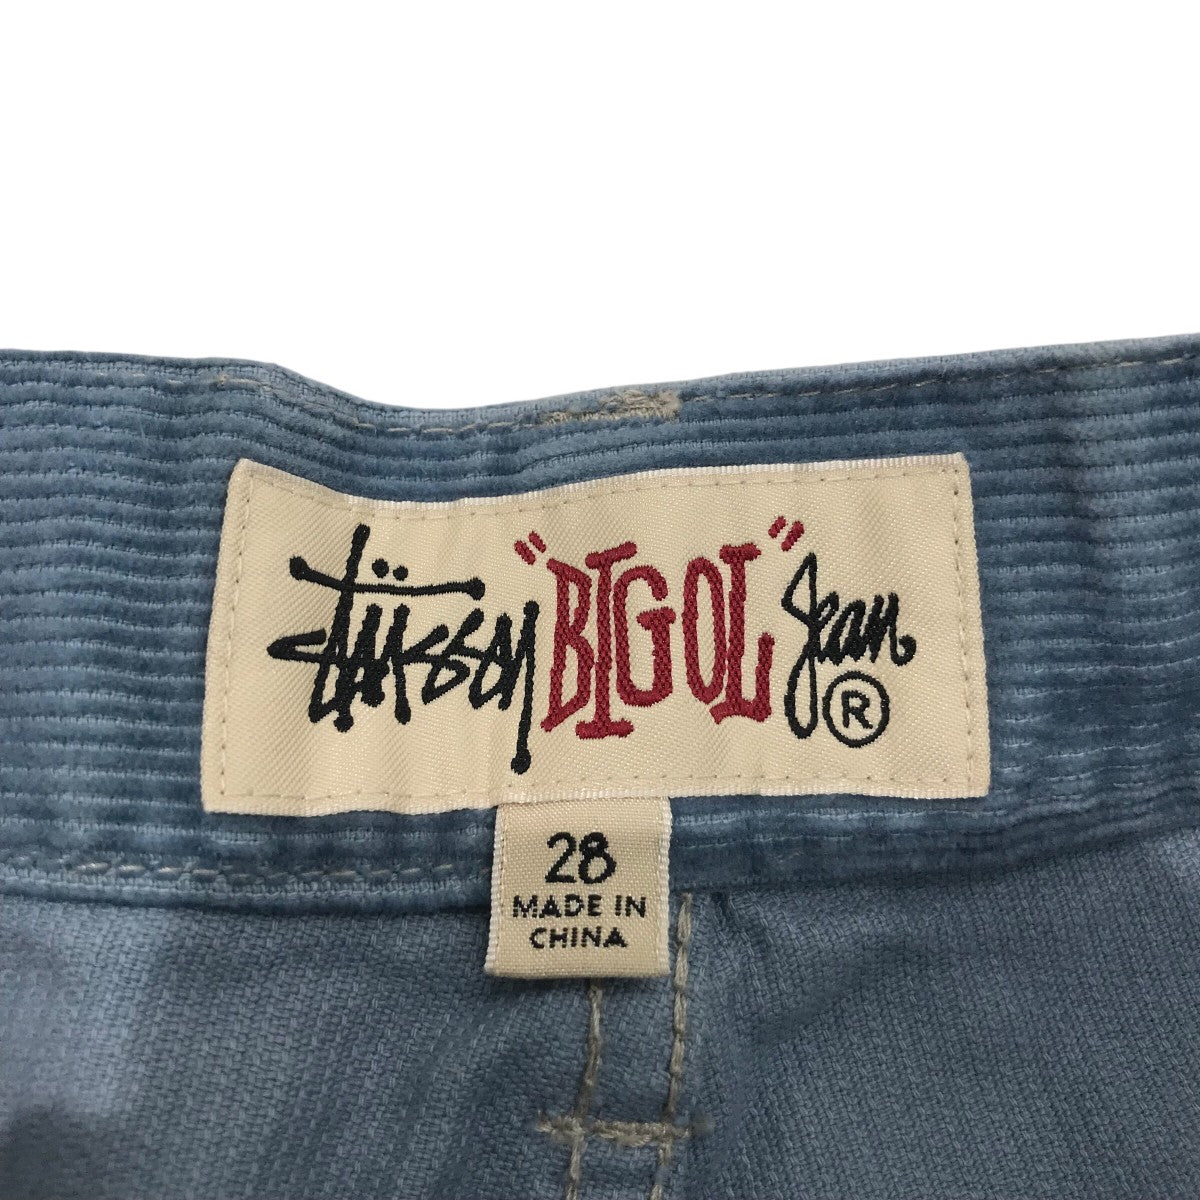 Stüssy "BIG OL" Jean ®
28
MADE IN
CHINA